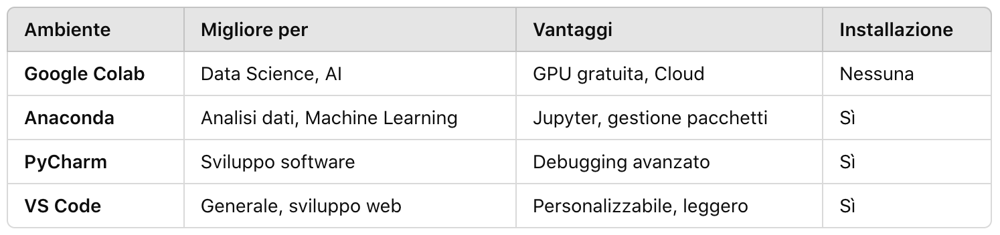 Ambiente Migliore per Vantaggi Installazione
Google Colab Data Science, AI GPU gratuita, Cloud Nessuna
Anaconda Analisi dati, Machine Learning Jupyter, gestione pacchetti Sì
PyCharm Sviluppo software Debugging avanzato Sì
VS Code Generale, sviluppo web Personalizzabile, leggero Sì